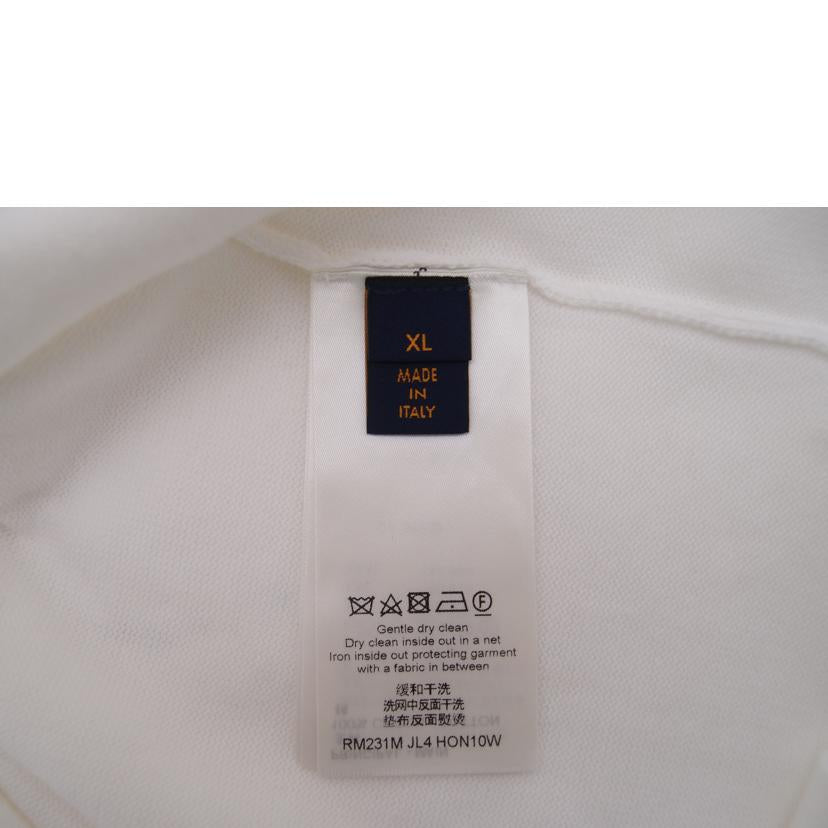 XL
MADE
IN
ITALY
F
Gentle dry clean
Dry clean inside out in a net
Iron inside out protecting garment
with a fabric in between
缓和干洗
洗网中反面干洗
垫布反面熨烫
RM231M JL4 HON10W